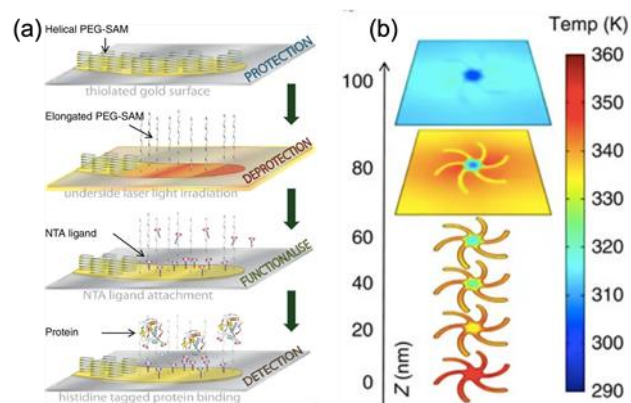 (a)
Helical PEG-SAM
PROTECTION
thiolated gold surface
Elongated PEG-SAM
DEPROTECTION
underside laser light irradiation
NTA ligand
FUNCTIONALISE
NTA ligand attachment
Protein
DETECTION
histidine tagged protein binding
(b)
Temp (K)
100
80
60
40
20
0
Z (nm)
360
350
340
330
320
310
300
290